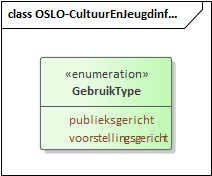 class OSLO-CultuurEnJeugdinf...
«enumeration»
GebruikType
publieksgericht
voorstellingsgericht